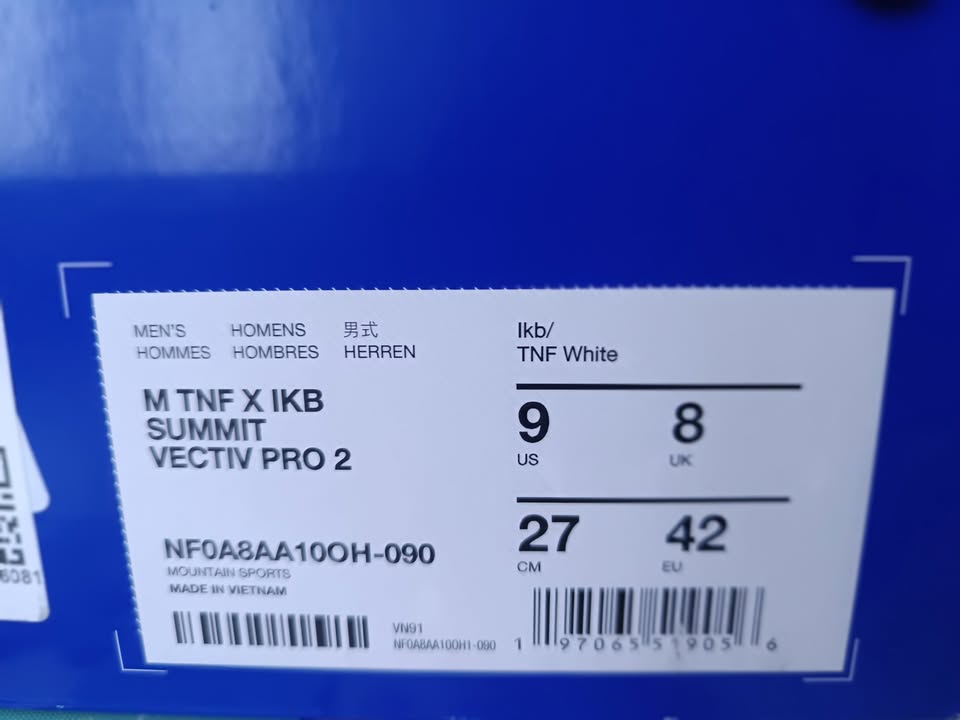 MEN'S HOMENS 男式
HOMMES HOMBRES HERREN
M TNF X IKB
SUMMIT
VECTIV PRO 2
NF0A8AA10OH-090
MOUNTAIN SPORTS
MADE IN VIETNAM
VN91
NF0A8AA10OH1-090
Ikb/
TNF White
9 8
US UK
27 42
CM EU
1 97065 51905 6
6081